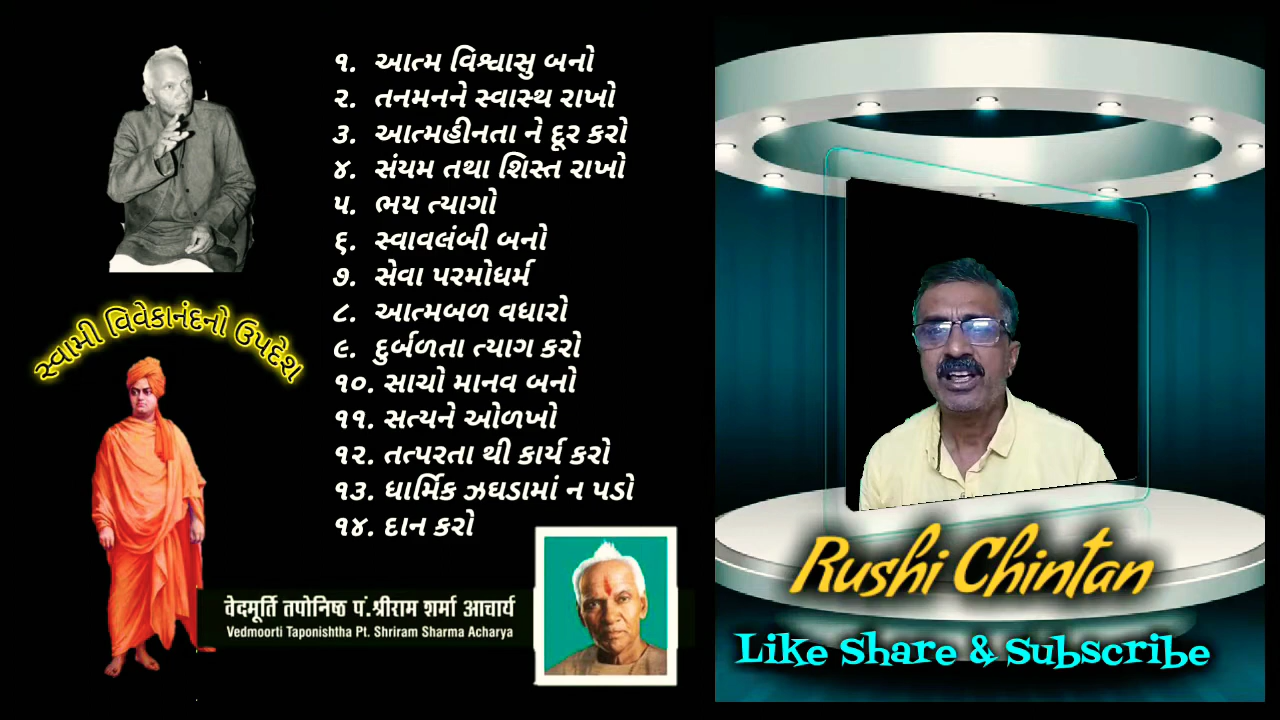 ૧. આત્મ વિશ્વાસુ બનો
૨. તનમનને સ્વાસ્થ રાખો
૩. આત્મહીનતા ને દૂર કરો
૪. સંયમ તથા શિસ્ત રાખો
૫. ભય ત્યાગો
૬. સ્વાવલંબી બનો
૭. સેવા પરમોધર્મ
૮. આત્મબળ વધારો
૯. દુર્બળતા ત્યાગ કરો
૧૦. સાચો માનવ બનો
૧૧. સત્યને ઓળખો
૧૨. તત્પરતા થી કાર્ય કરો
૧૩. ધાર્મિક ઝઘડામાં ન પડો
૧૪. દાન કરો
સ્વામી વિવેકાનંદનો ઉપદેશ
वेदमूर्ति तपोनिष्ठ पं.श्रीराम शर्मा आचार्य
Vedmoorti Taponishtha Pt. Shriram Sharma Acharya
Rushi Chintan
Like Share & Subscribe